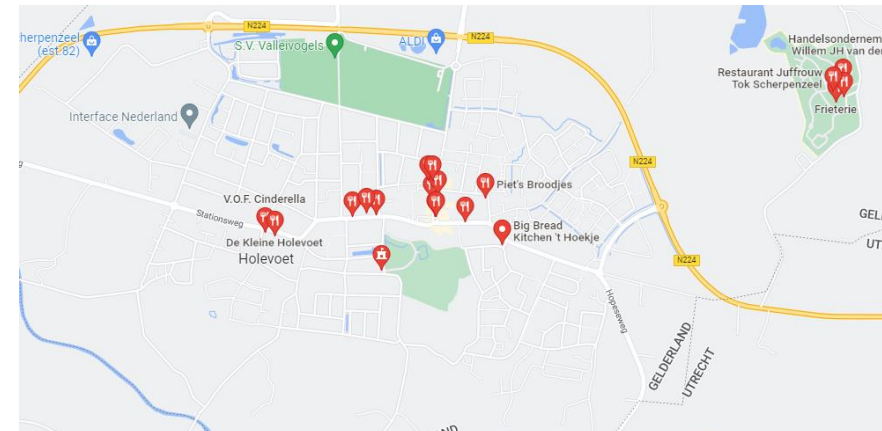 N224
N224
herpenzeel
(est.82)
S.V. Valleivogels
ALDI
Handelsondernem
Willem JH van der
Restaurant Juffrouw
Tok Scherpenzeel
Frieterie
Interface Nederland
N224
Piet's Broodjes
V.O.F. Cinderella
Stationsweg
De Kleine Holevoet
Holevoet
Big Bread
Kitchen 't Hoekje
GEL
UT
N224
Hopeseweg
GELDERLAND
UTRECHT